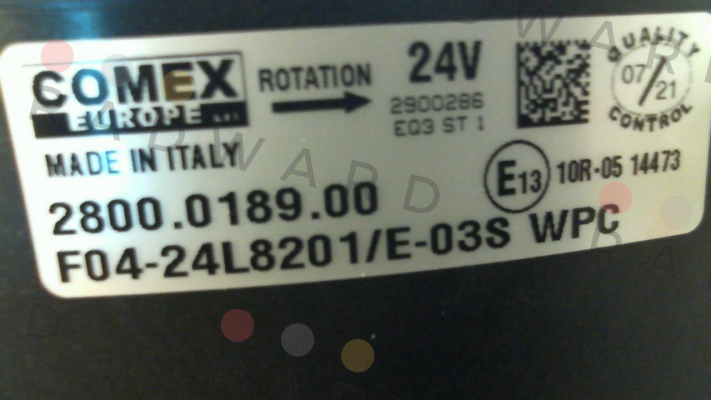 COMEX
EUROPE s.r.l.
ROTATION
24V
2900286
EQ3 ST 1
QUALITY
07/21
CONTROL
MADE IN ITALY
E13
10R-05 14473
2800.0189.00
F04-24L8201/E-03S WPC